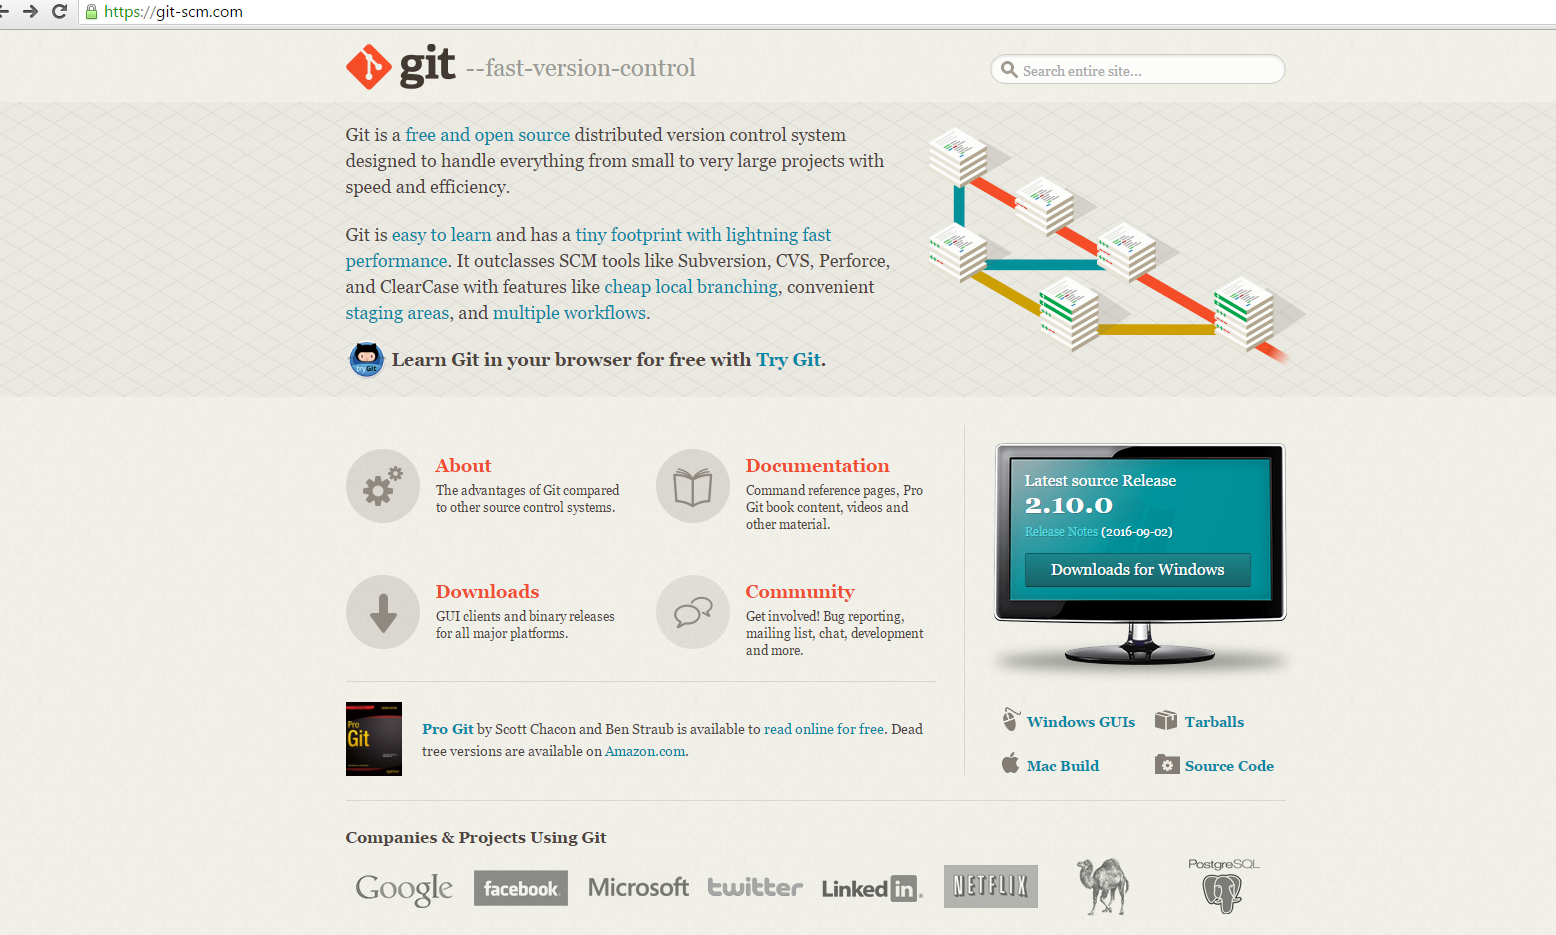 https://git-scm.com
git --fast-version-control
Search entire site...
Git is a free and open source distributed version control system
designed to handle everything from small to very large projects with
speed and efficiency.
Git is easy to learn and has a tiny footprint with lightning fast
performance. It outclasses SCM tools like Subversion, CVS, Perforce,
and ClearCase with features like cheap local branching, convenient
staging areas, and multiple workflows.
tryGit
Learn Git in your browser for free with Try Git.
About
The advantages of Git compared
to other source control systems.
Documentation
Command reference pages, Pro
Git book content, videos and
other material.
Downloads
GUI clients and binary releases
for all major platforms.
Community
Get involved! Bug reporting,
mailing list, chat, development
and more.
Latest source Release
2.10.0
Release Notes (2016-09-02)
Downloads for Windows
Windows GUIs
Tarballs
Mac Build
Source Code
Pro
Git
Pro Git by Scott Chacon and Ben Straub is available to read online for free. Dead
tree versions are available on Amazon.com.
Companies & Projects Using Git
Google
facebook
Microsoft
twitter
Linked in
NETFLIX
PostgreSQL